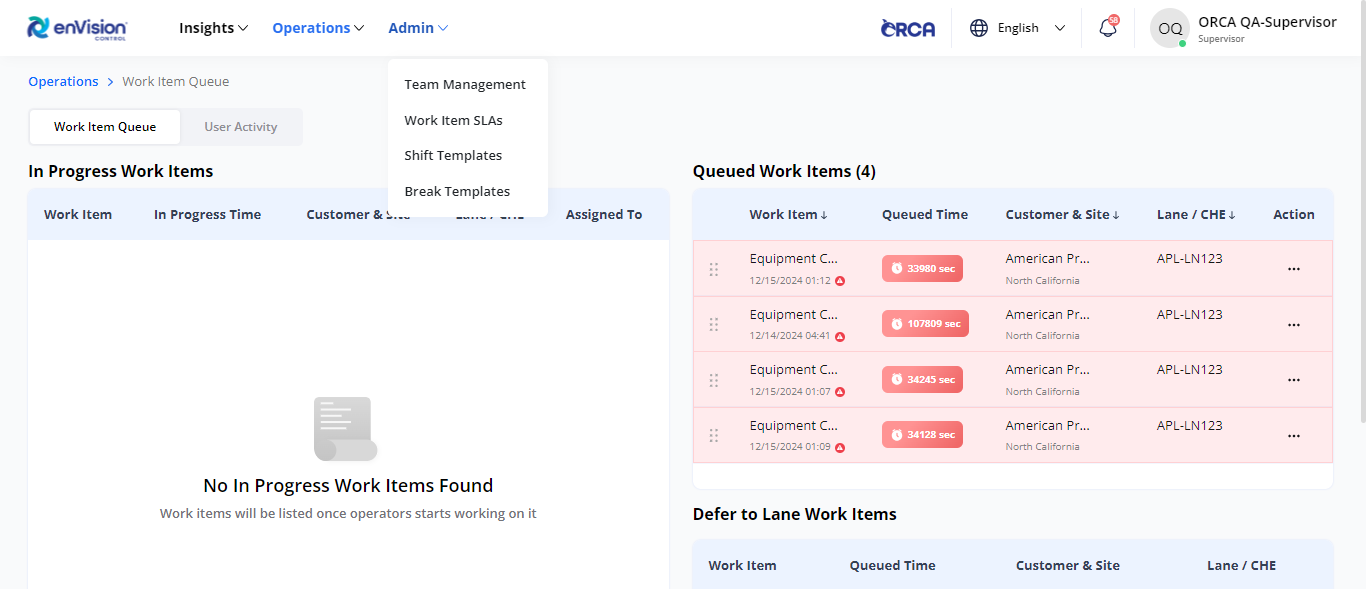 enVision
CONTROL
Insights
Operations
Admin
ORCA
English
58
OQ
ORCA QA-Supervisor
Supervisor
Team Management
Work Item SLAs
Shift Templates
Break Templates
Operations > Work Item Queue
Work Item Queue
User Activity
In Progress Work Items
Work Item
In Progress Time
Customer & Site
Lane / CHE
Assigned To
No In Progress Work Items Found
Work items will be listed once operators starts working on it
Queued Work Items (4)
Work Item↓ Queued Time Customer & Site↓ Lane / CHE↓ Action
Equipment C... 33980 sec American Pr... APL-LN123 ...
12/15/2024 01:12 North California
Equipment C... 107809 sec American Pr... APL-LN123 ...
12/14/2024 04:41 North California
Equipment C... 34245 sec American Pr... APL-LN123 ...
12/15/2024 01:07 North California
Equipment C... 34128 sec American Pr... APL-LN123 ...
12/15/2024 01:09 North California
Defer to Lane Work Items
Work Item Queued Time Customer & Site Lane / CHE